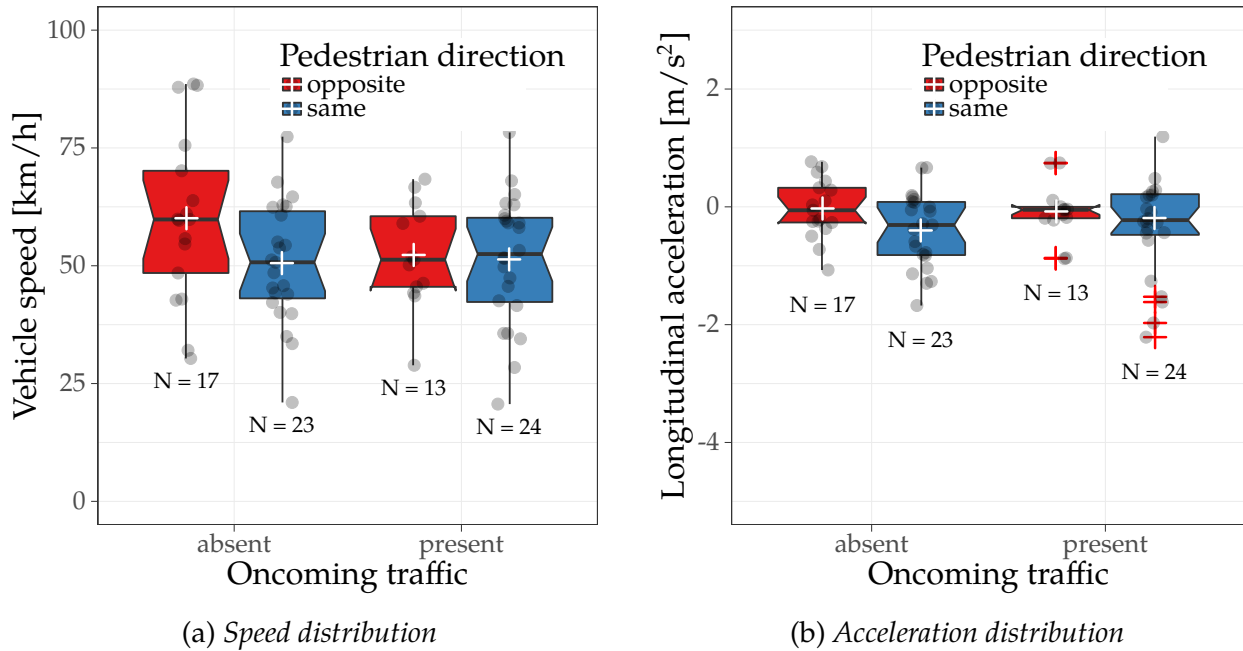 Vehicle speed [km/h]
100
75
50
25
0
Pedestrian direction
opposite
same
N = 17
N = 23
N = 13
N = 24
absent
present
Oncoming traffic
(a) Speed distribution
Longitudinal acceleration [m/s²]
2
0
-2
-4
Pedestrian direction
opposite
same
N = 17
N = 23
N = 13
N = 24
absent
present
Oncoming traffic
(b) Acceleration distribution